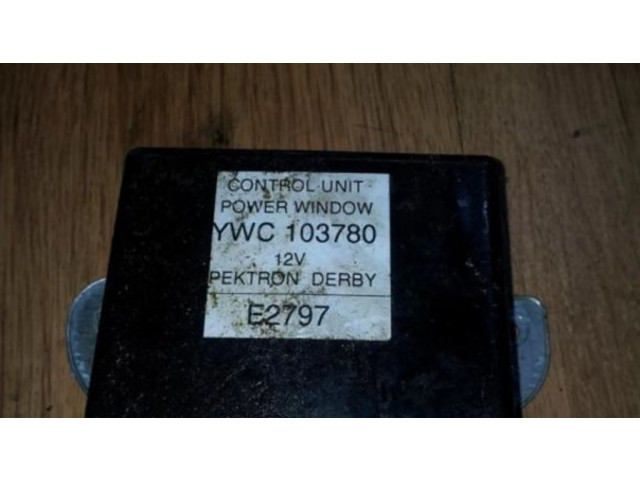 CONTROL UNIT
POWER WINDOW
YWC 103780
12V
PEKTRON DERBY
E2797